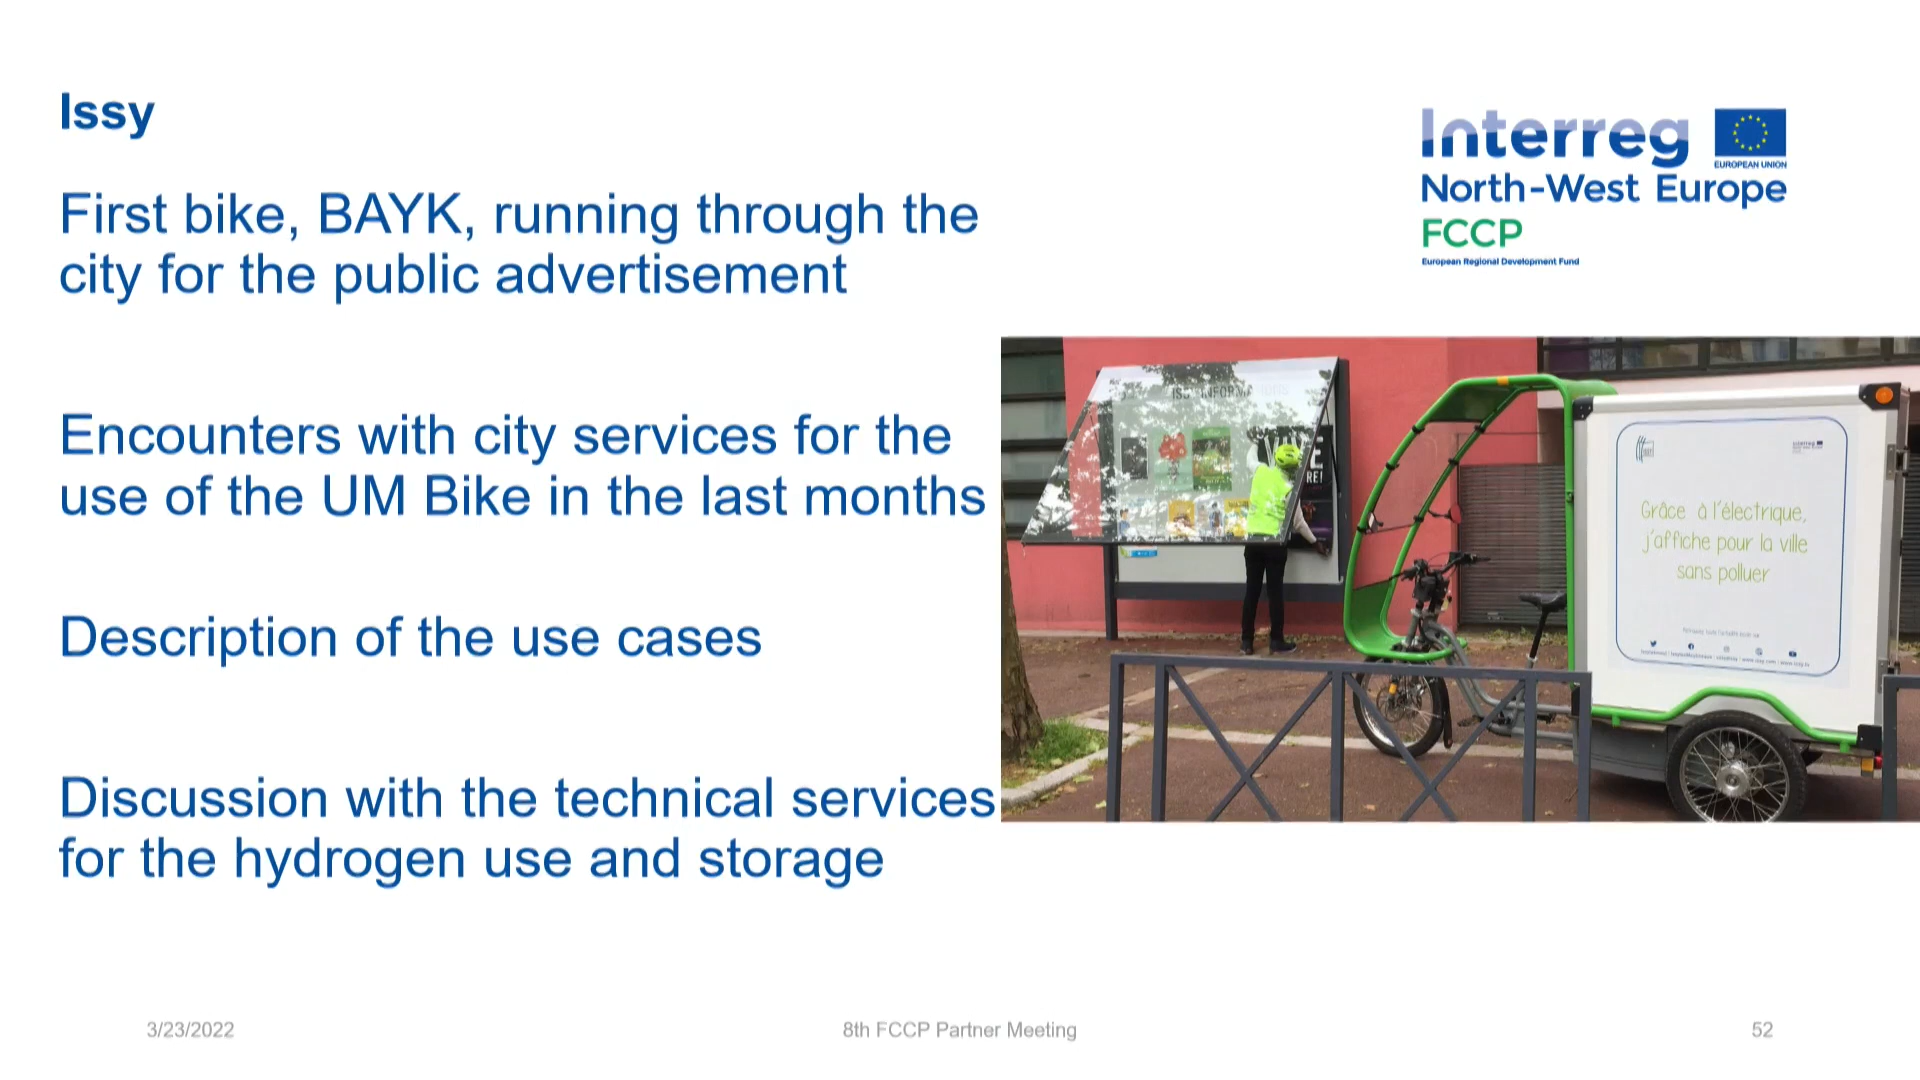 Issy
First bike, BAYK, running through the
city for the public advertisement
Encounters with city services for the
use of the UM Bike in the last months
Description of the use cases
Discussion with the technical services
for the hydrogen use and storage
Interreg
EUROPEAN UNION
North-West Europe
FCCP
European Regional Development Fund
Grâce à l'électrique,
j'affiche pour la ville
sans polluer
3/23/2022
8th FCCP Partner Meeting
52